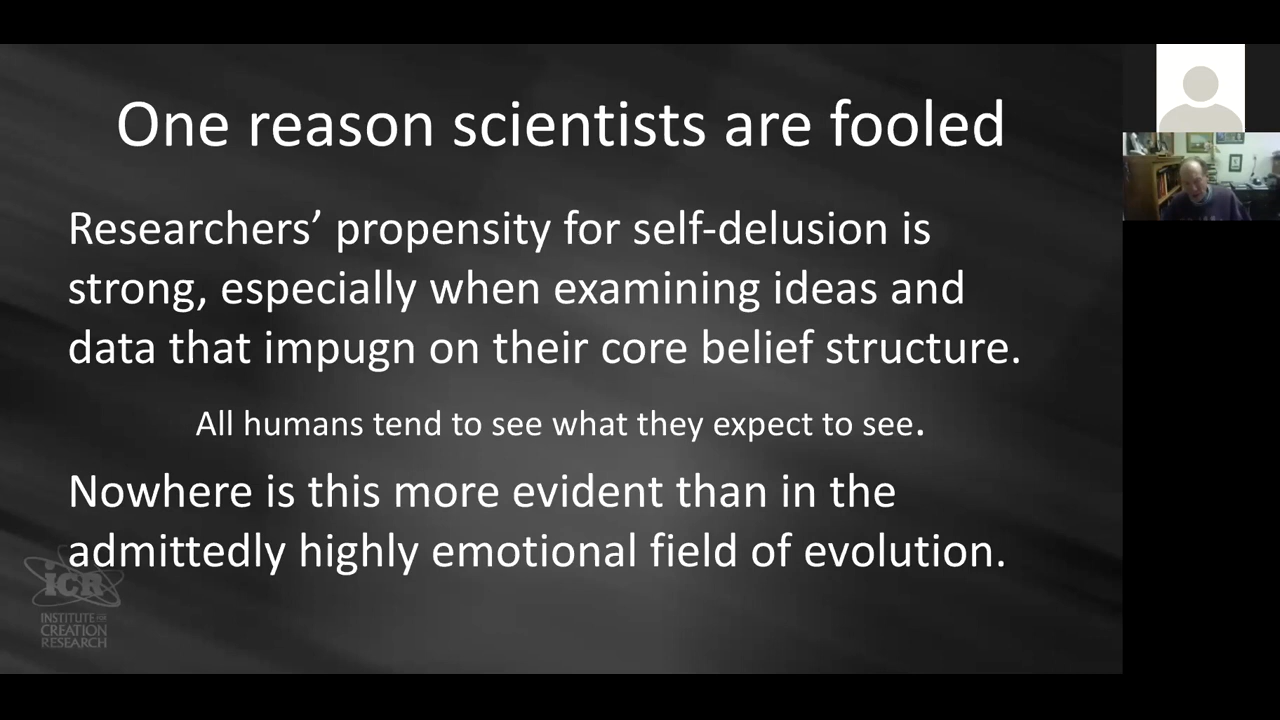 One reason scientists are fooled
Researchers’ propensity for self-delusion is
strong, especially when examining ideas and
data that impugn on their core belief structure.
All humans tend to see what they expect to see.
Nowhere is this more evident than in the
admittedly highly emotional field of evolution.
iCR
INSTITUTE FOR
CREATION
RESEARCH